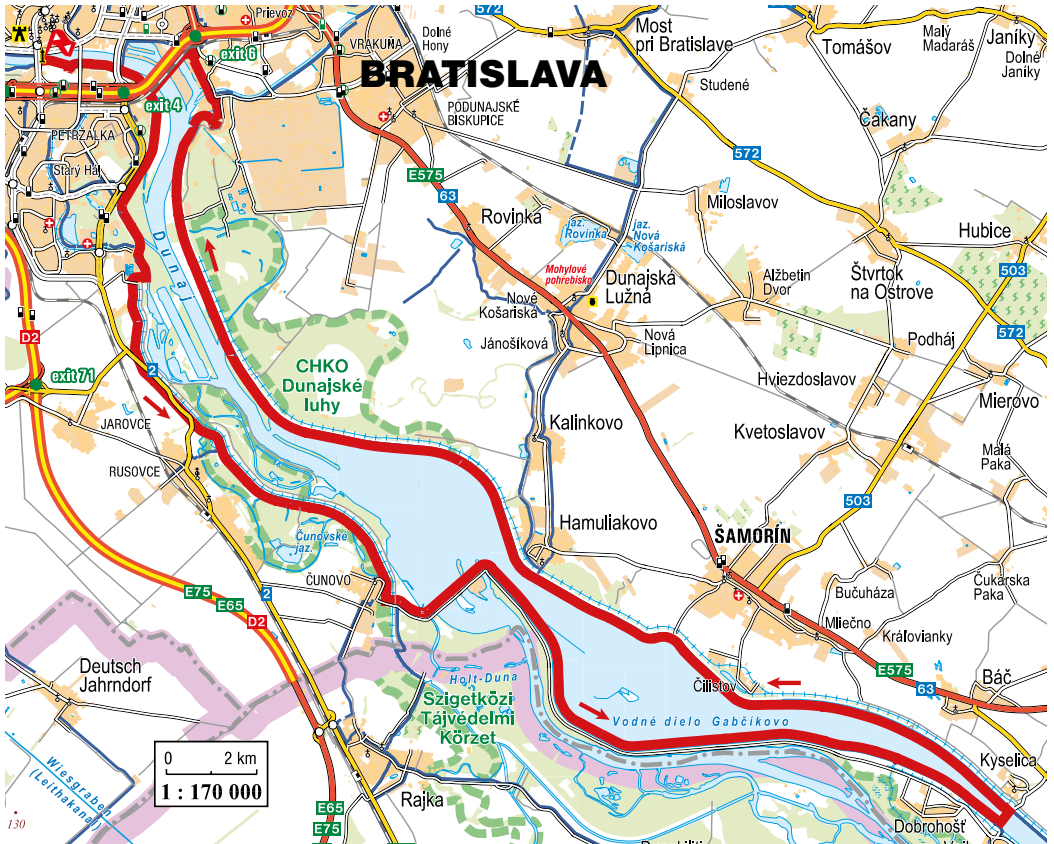 572
Prievoz
exit 6
VRAKUŇA
Dolné
Hony
Most
pri Bratislave
Tomášov
Malý
Madaráš
Janíky
Dolné
Janíky
BRATISLAVA
Studené
exit 4
PODUNAJSKÉ
BISKUPICE
Čakany
PETRŽALKA
572
Starý Háj
E575
63
Rovinka
jaz.
Rovinka
jaz.
Nová
Košariská
Miloslavov
Hubice
Dunaj
503
Mohylové
pohrebisko
Dunajská
Lužná
Alžbetin
Dvor
Štvrtok
na Ostrove
Nové
Košariská
D2
572
Jánošíková
Nová
Lipnica
Podháj
exit 71
2
CHKO
Dunajské
luhy
Hviezdoslavov
Mierovo
JAROVCE
Kalinkovo
Kvetoslavov
Malá
Paka
RUSOVCE
503
Hamuliakovo
ŠAMORÍN
Čunovské
jaz.
ČUNOVO
Čukárska
Paka
E75
E65
D2
2
Bučuháza
Mliečno
Královianky
Deutsch
Jahrndorf
Holt-Duna
Čilistov
E575
63
Báč
Szigetközi
Tájvédelmi
Körzet
Vodné dielo Gabčíkovo
0 2 km
1 : 170 000
Kyselica
Wiesgraben
(Leithakanal)
Rajka
E65
E75
130
Dobrohošť